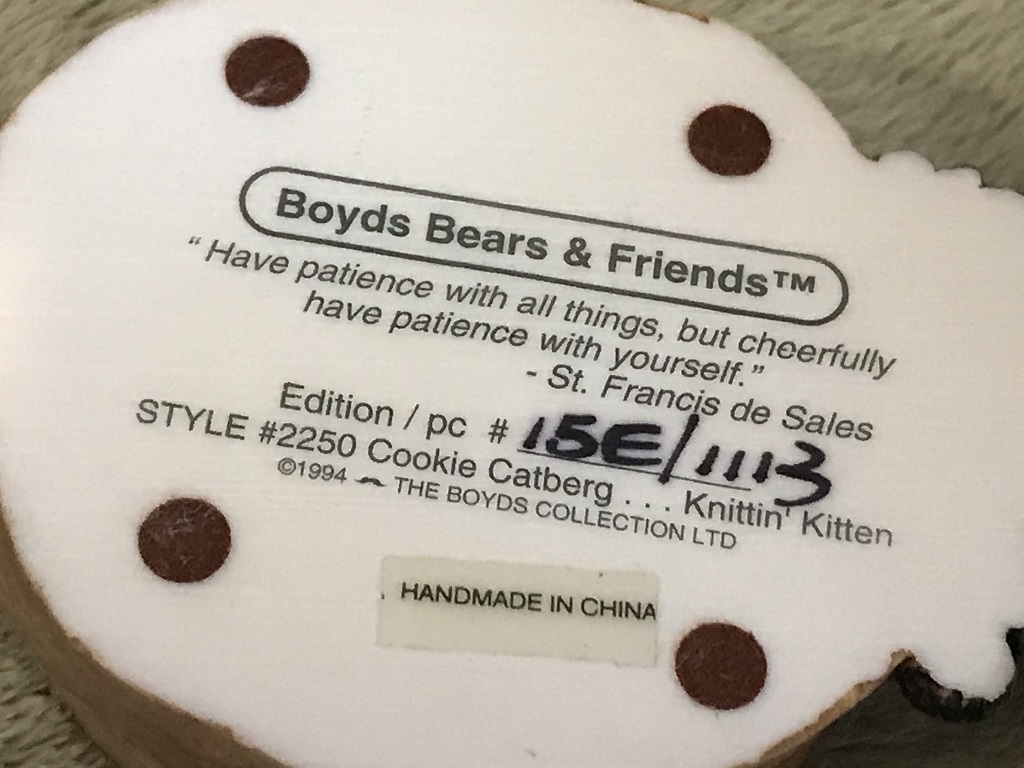 Boyds Bears & Friends™
“Have patience with all things, but cheerfully
have patience with yourself.”
- St. Francis de Sales
Edition / pc # 15E/1113
STYLE #2250 Cookie Catberg . . . Knittin' Kitten
©1994 THE BOYDS COLLECTION LTD
HANDMADE IN CHINA